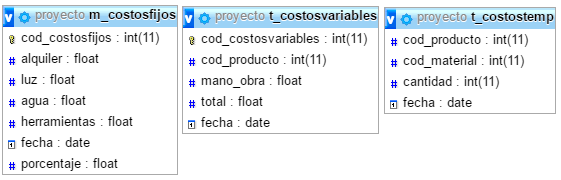 proyecto m_costosfijos
cod_costosfijos : int(11)
alquiler : float
luz : float
agua : float
herramientas : float
fecha : date
porcentaje : float
proyecto t_costosvariables
cod_costosvariables : int(11)
cod_producto : int(11)
mano_obra : float
total : float
fecha : date
proyecto t_costostemp
cod_producto : int(11)
cod_material : int(11)
cantidad : int(11)
fecha : date